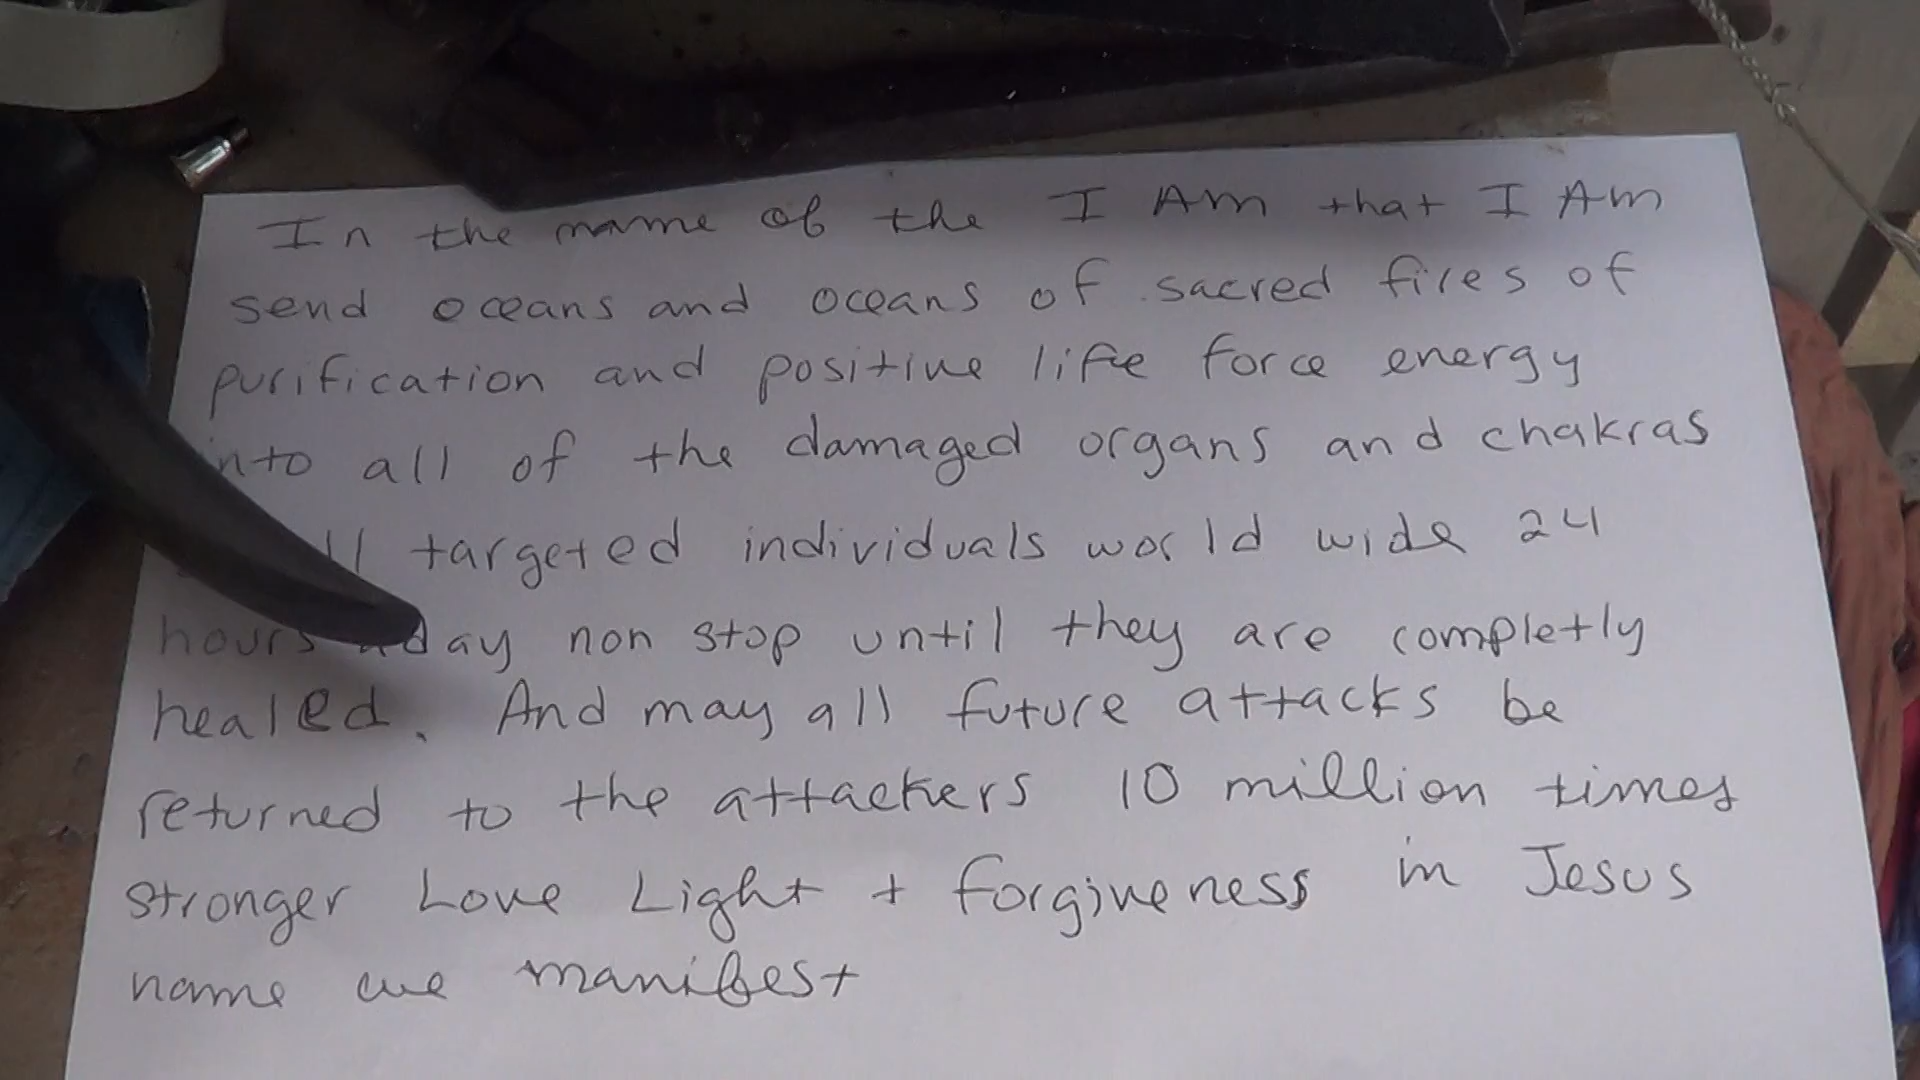 In the name of the I AM that I AM
send oceans and oceans of sacred fires of
purification and positive life force energy
into all of the damaged organs and chakras
all targeted individuals world wide 24
hours a day non stop until they are completly
healed. And may all future attacks be
returned to the attackers 10 million times
stronger Love Light + forgiveness in Jesus
name we manifest